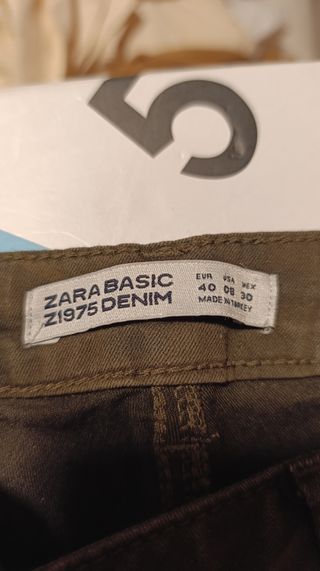 5
ZARA BASIC
Z1975 DENIM
EUR USA MEX
40 08 30
MADE IN TURKEY